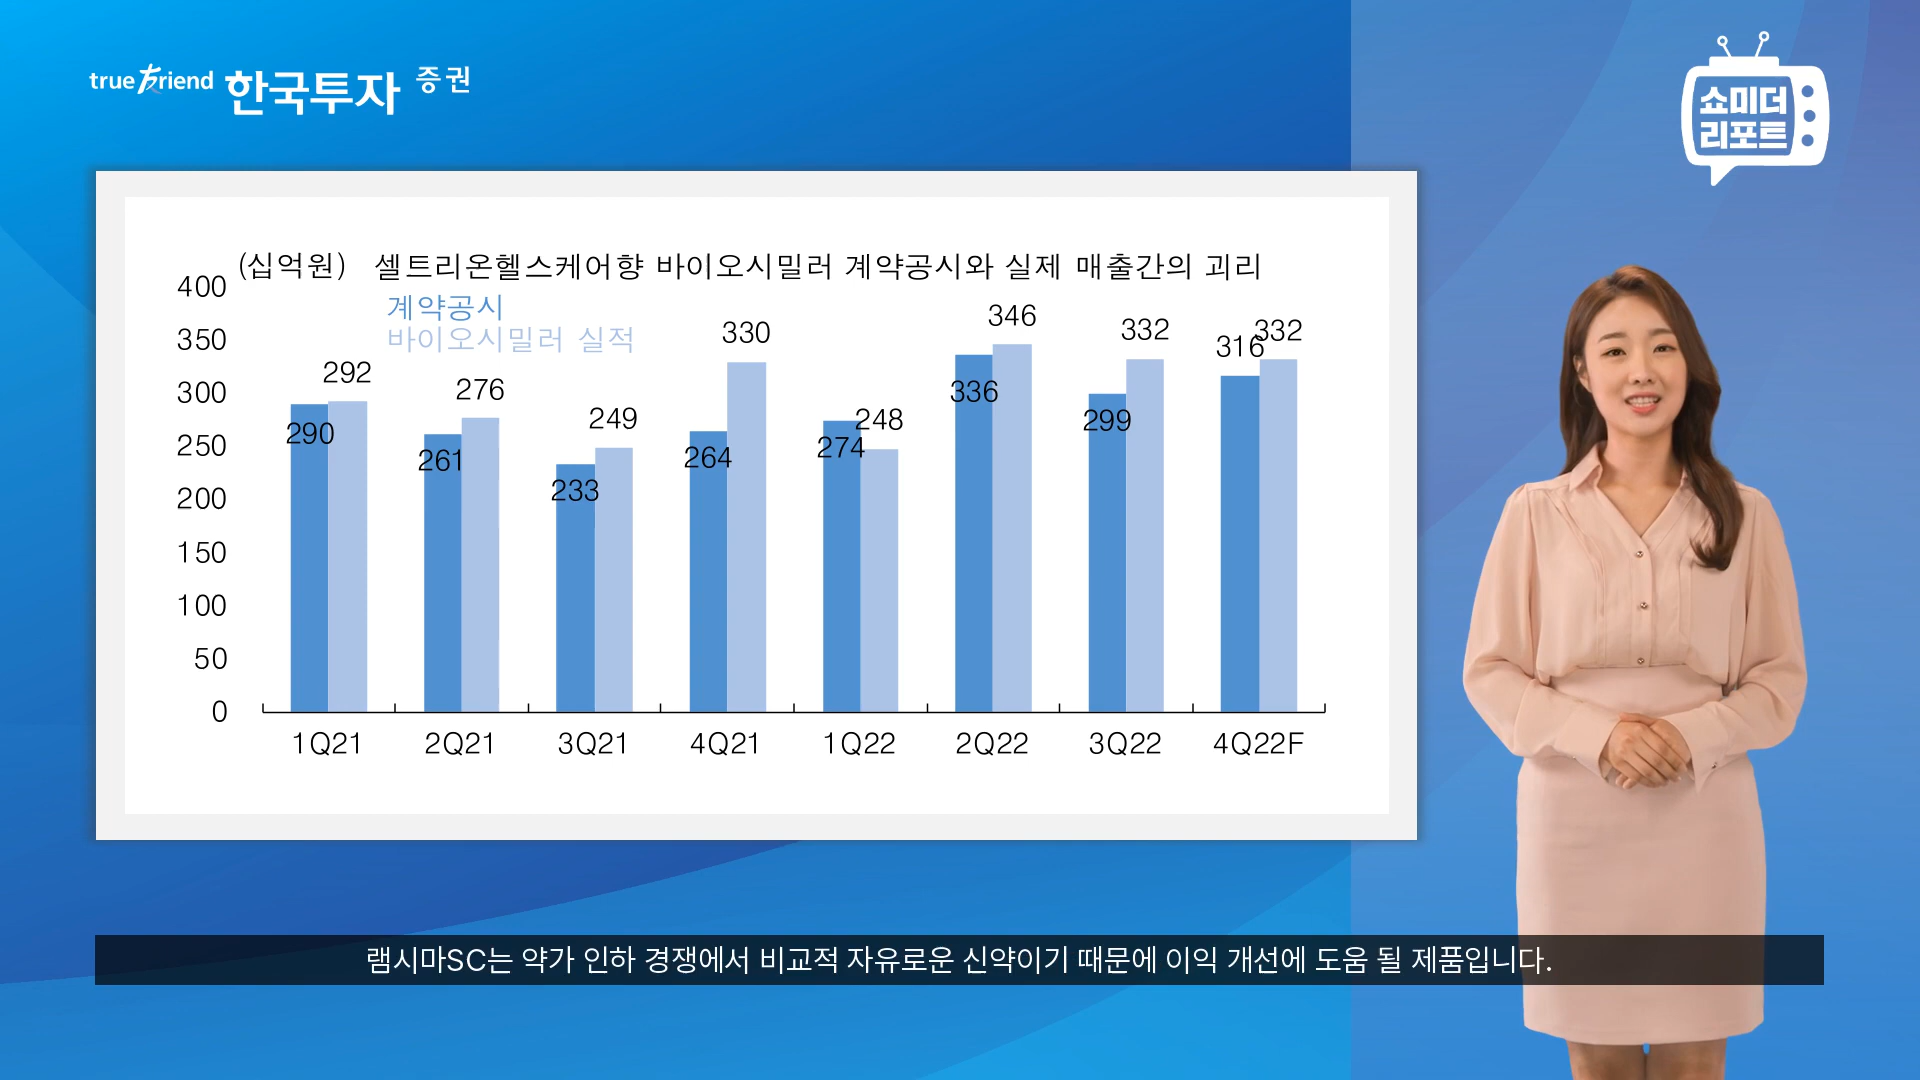 true friend 한국투자 증권
쇼미더
리포트
(십억원) 셀트리온헬스케어향 바이오시밀러 계약공시와 실제 매출간의 괴리
계약공시
바이오시밀러 실적
400
350
300
250
200
150
100
50
0
290 292
261 276
233 249
264 330
274 248
336 346
299 332
316 332
1Q21 2Q21 3Q21 4Q21 1Q22 2Q22 3Q22 4Q22F
램시마SC는 약가 인하 경쟁에서 비교적 자유로운 신약이기 때문에 이익 개선에 도움 될 제품입니다.